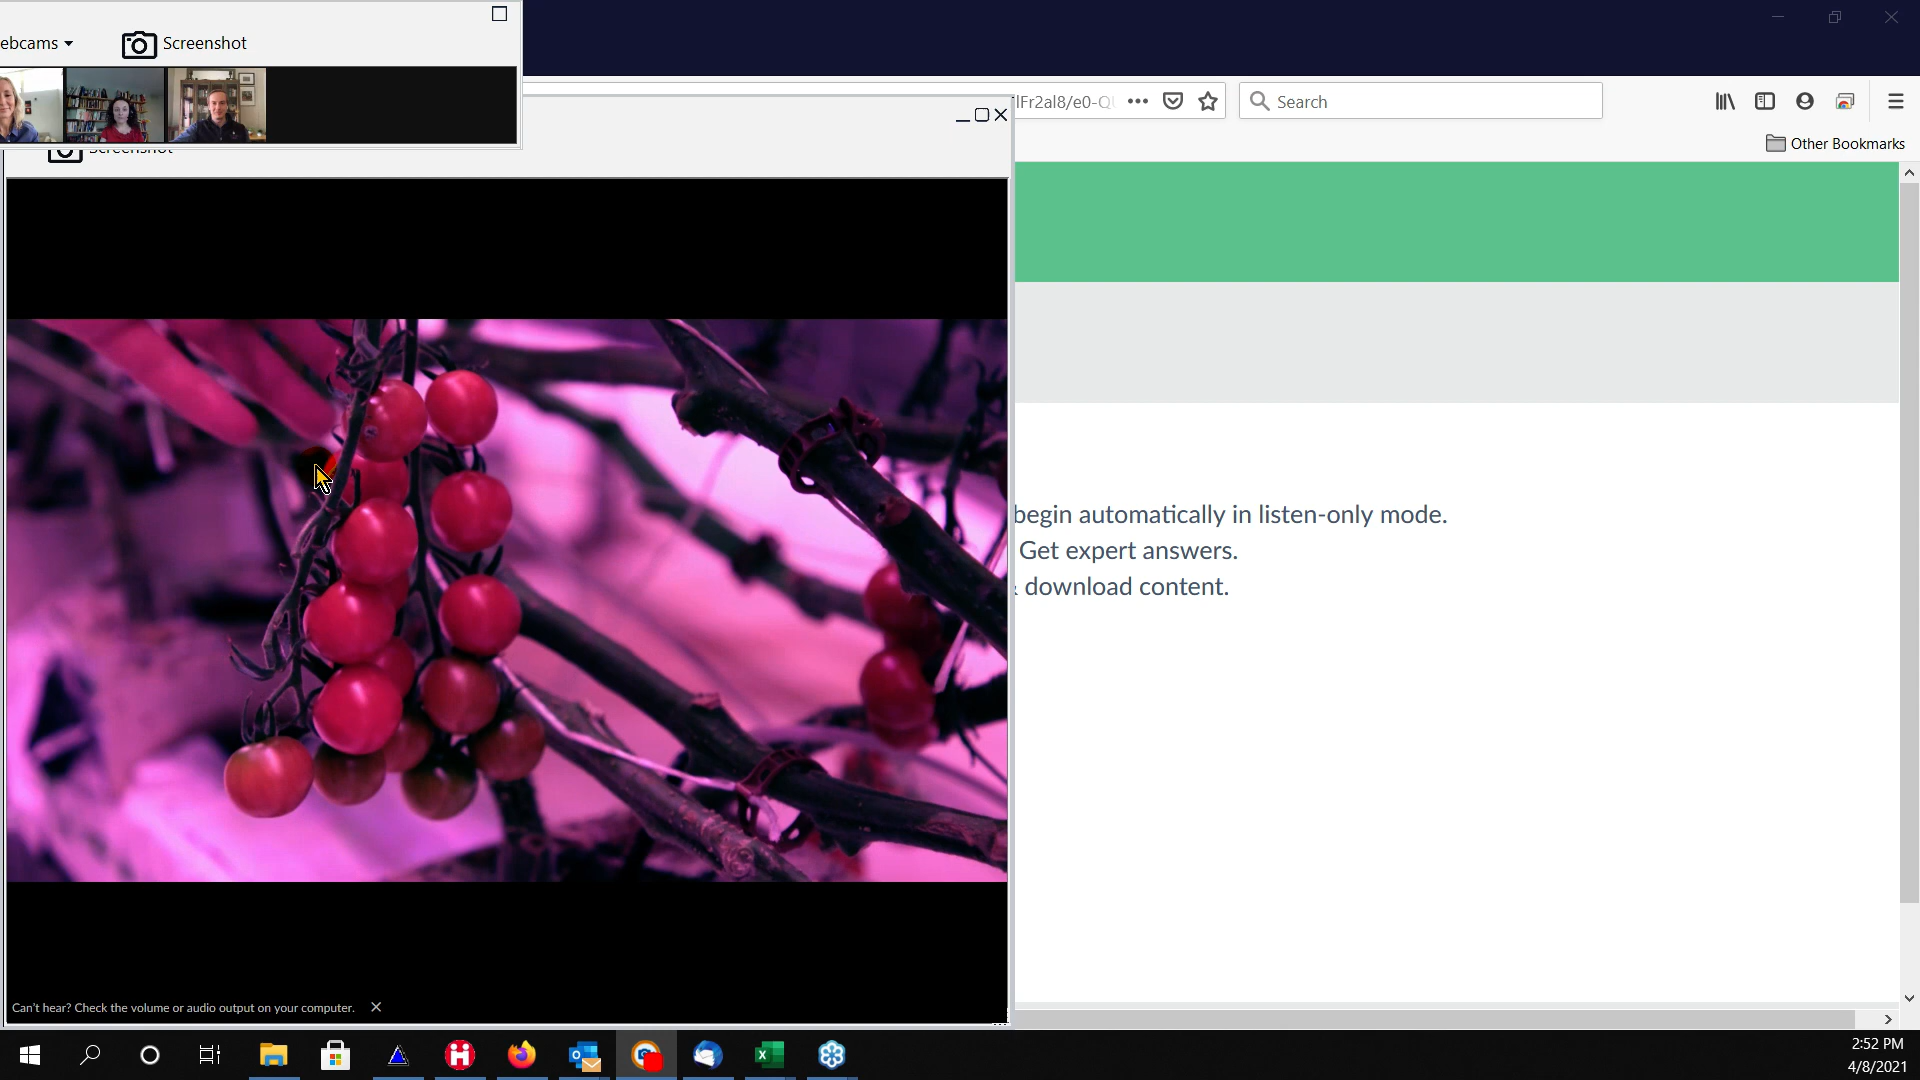 ebcams
Screenshot
lFr2al8/e0-Q
Search
Other Bookmarks
Screenshot
begin automatically in listen-only mode.
Get expert answers.
& download content.
Can't hear? Check the volume or audio output on your computer.
2:52 PM
4/8/2021